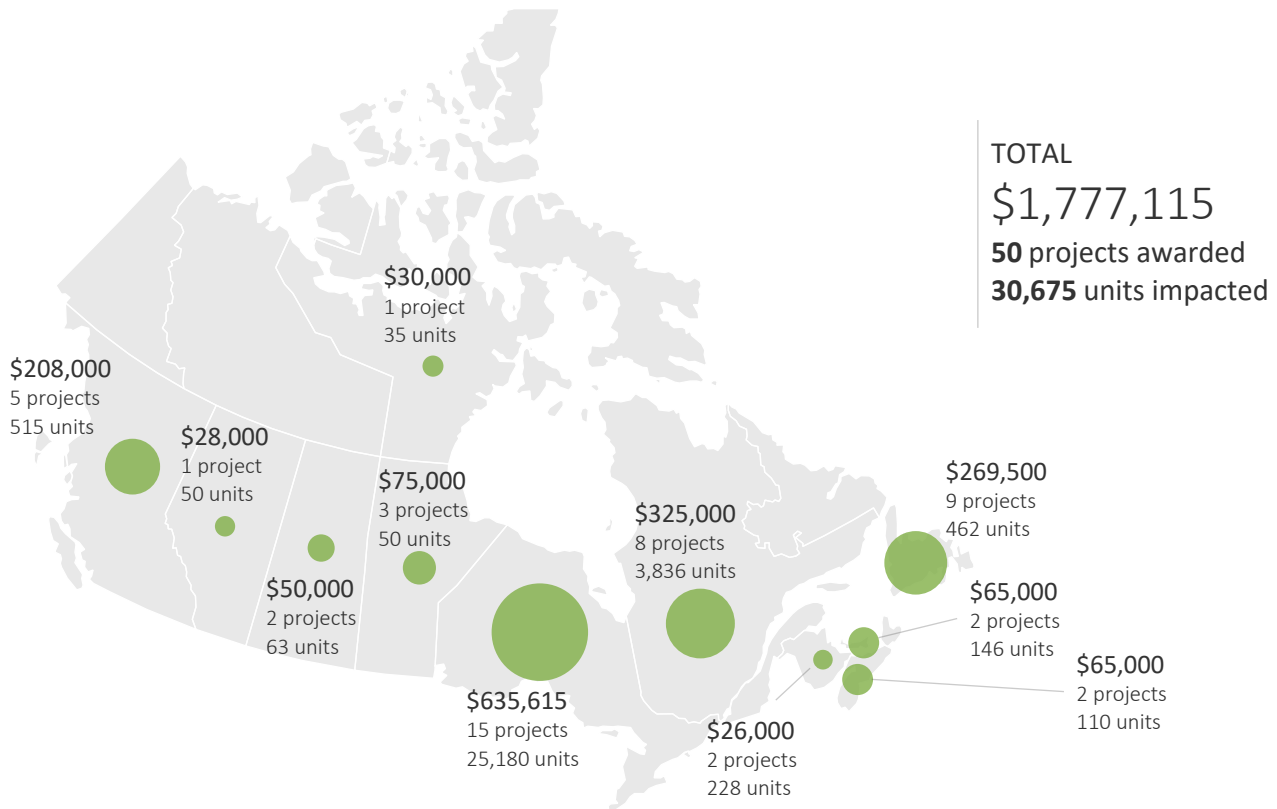 TOTAL
$1,777,115
50 projects awarded
30,675 units impacted
$30,000
1 project
35 units
$208,000
5 projects
515 units
$28,000
1 project
50 units
$75,000
3 projects
50 units
$50,000
2 projects
63 units
$635,615
15 projects
25,180 units
$325,000
8 projects
3,836 units
$269,500
9 projects
462 units
$65,000
2 projects
146 units
$65,000
2 projects
110 units
$26,000
2 projects
228 units